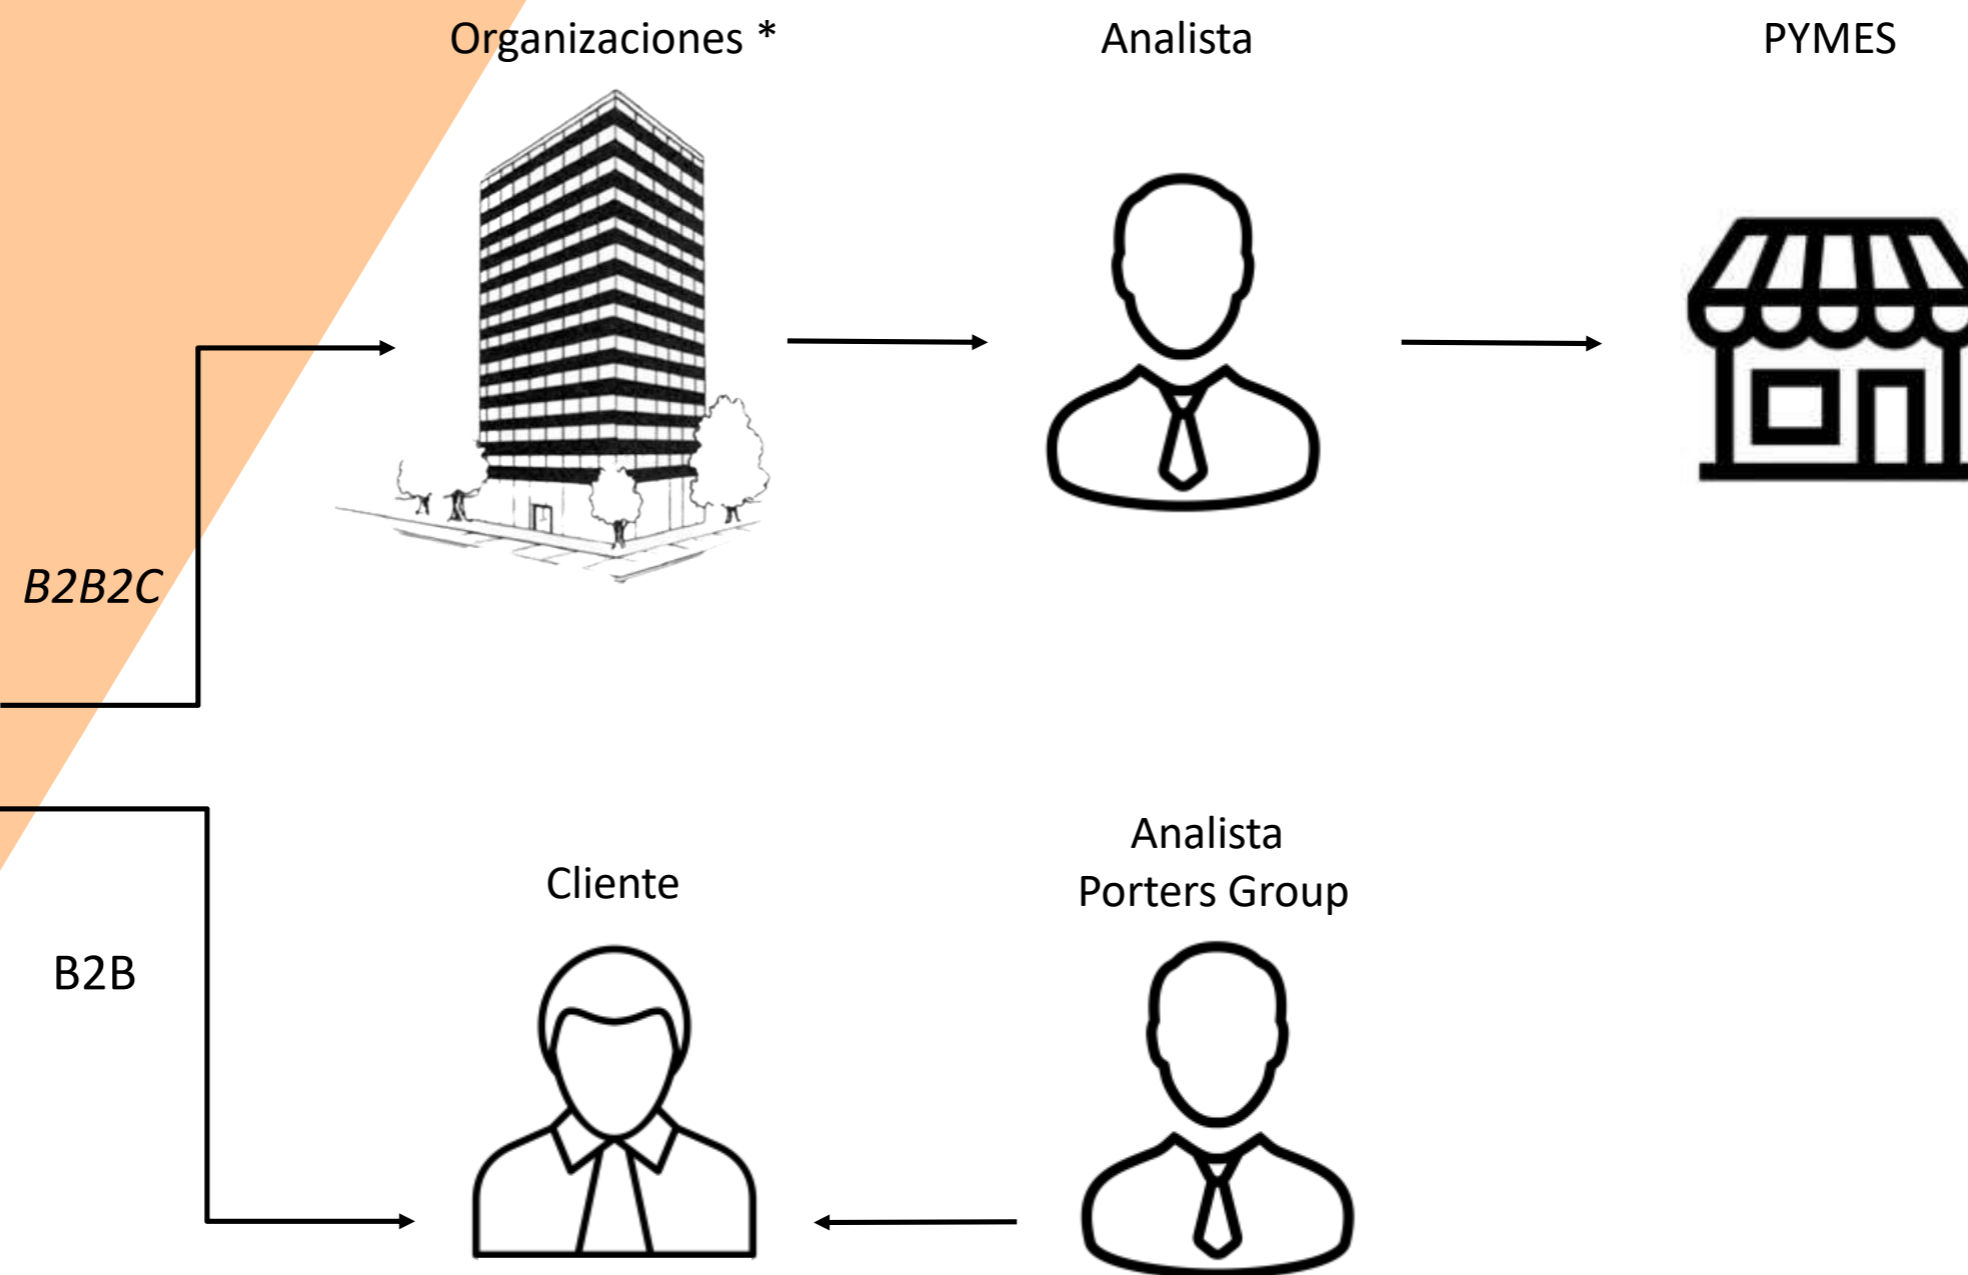 Organizaciones *
Analista
PYMES
B2B2C
Analista
Porters Group
Cliente
B2B